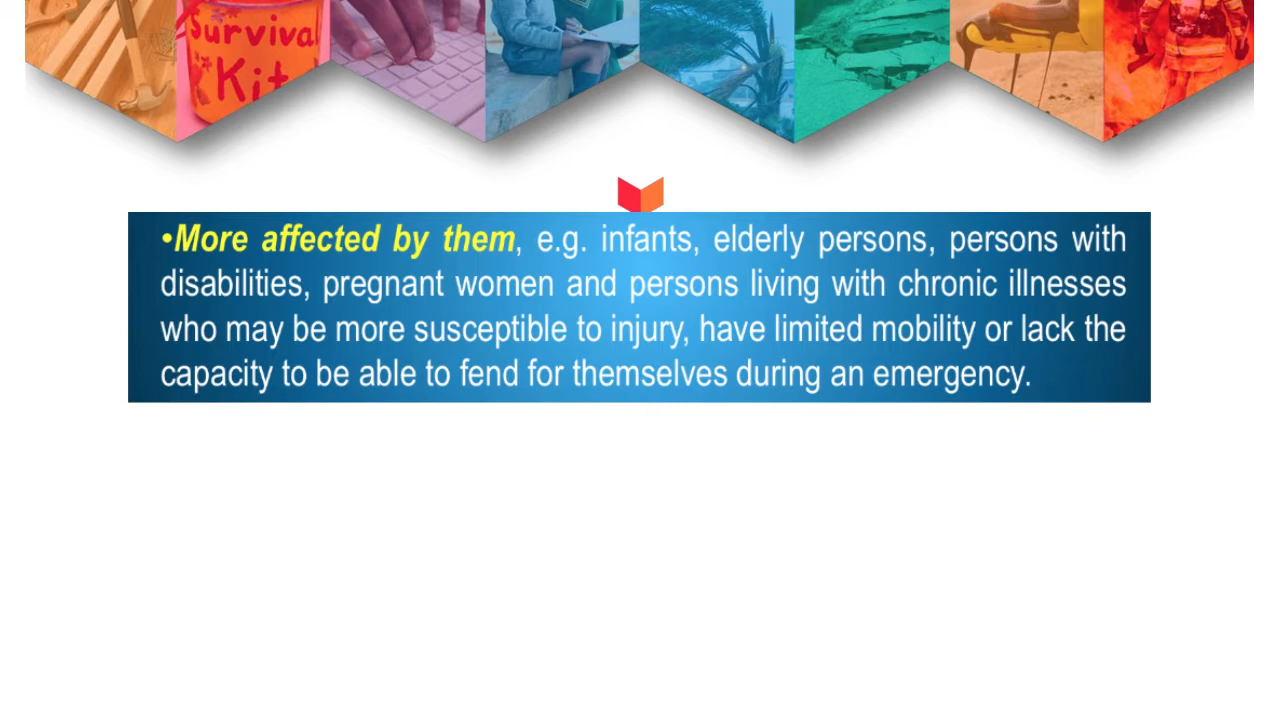 Survival
Kit
•More affected by them, e.g. infants, elderly persons, persons with
disabilities, pregnant women and persons living with chronic illnesses
who may be more susceptible to injury, have limited mobility or lack the
capacity to be able to fend for themselves during an emergency.